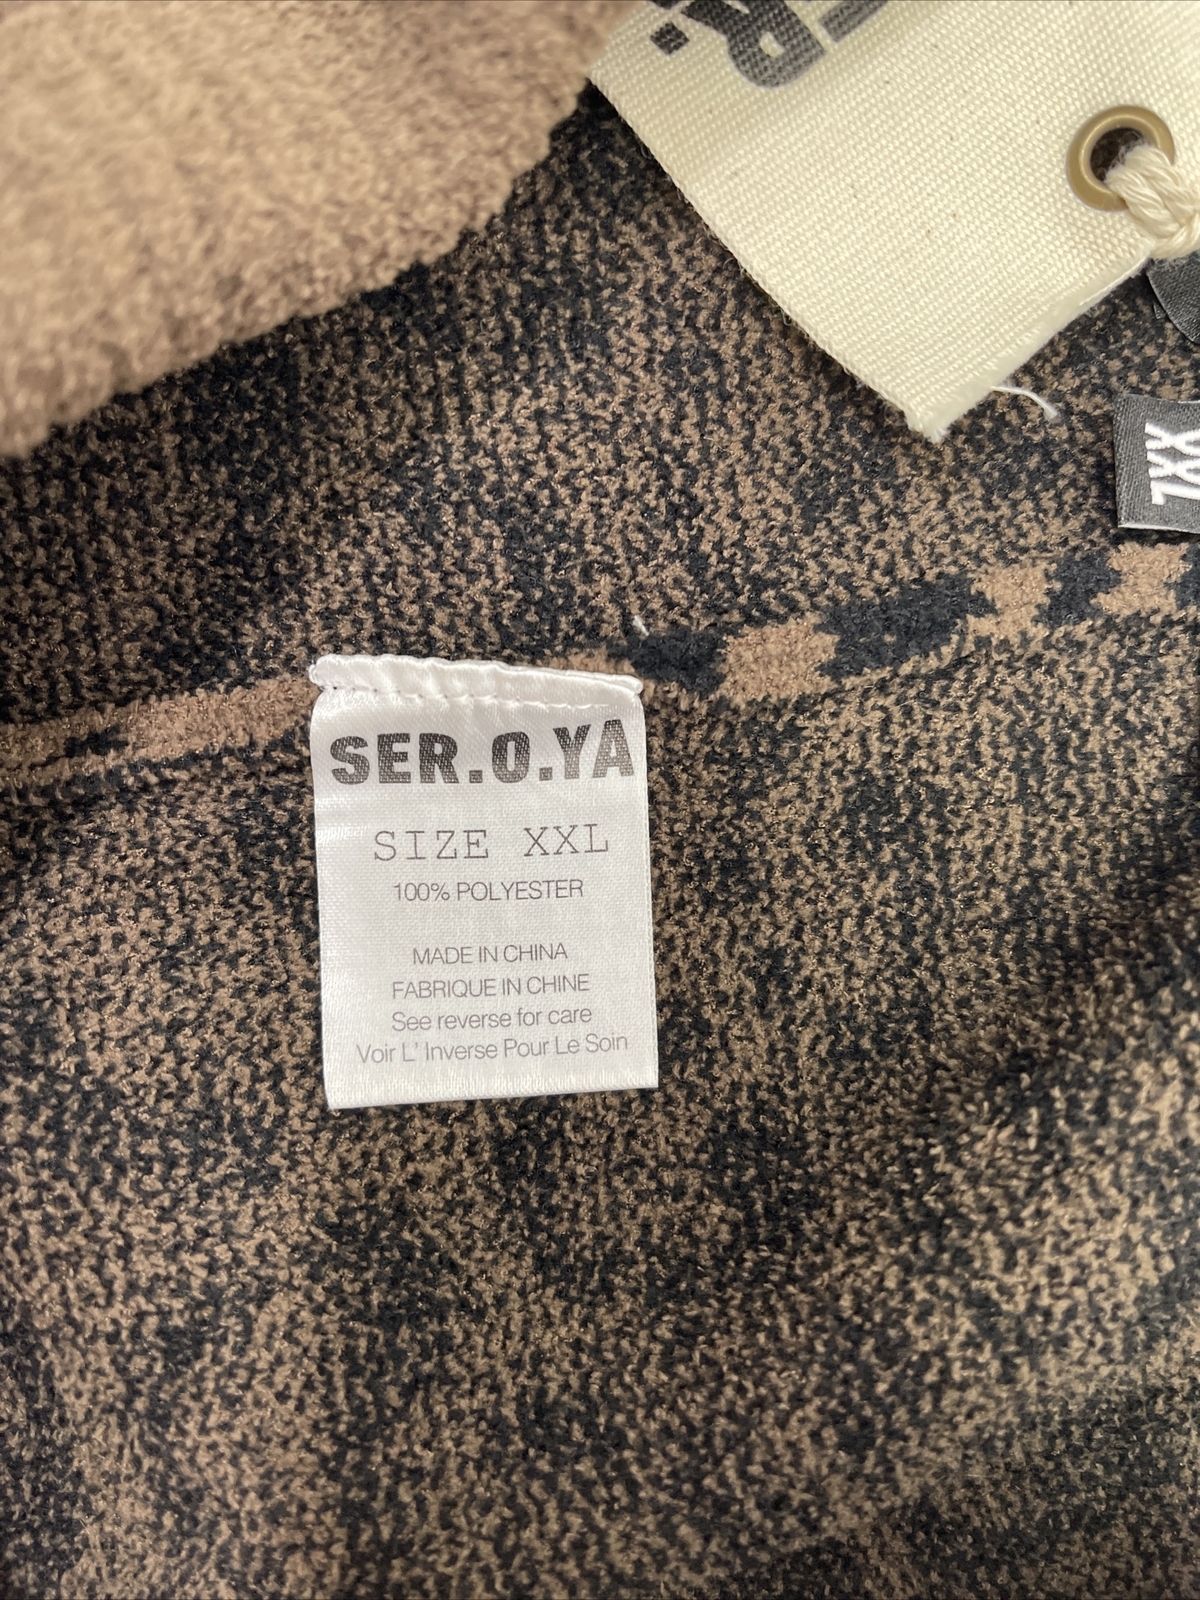 ER.
XXL
SER.O.YA
SIZE XXL
100% POLYESTER
MADE IN CHINA
FABRIQUE IN CHINE
See reverse for care
Voir L' Inverse Pour Le Soin